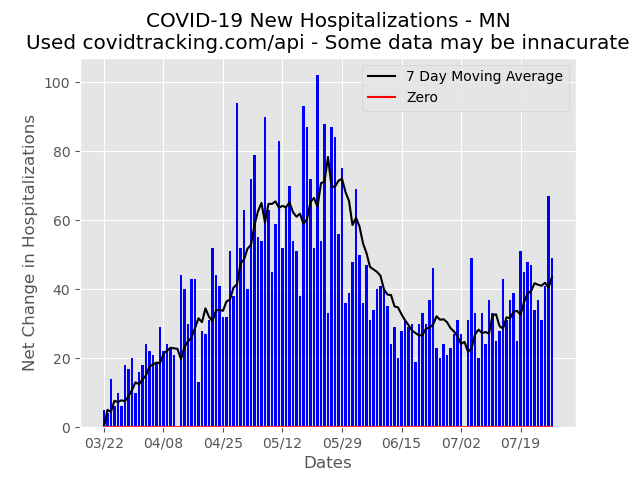 COVID-19 New Hospitalizations - MN
Used covidtracking.com/api - Some data may be innacurate
7 Day Moving Average
Zero
Net Change in Hospitalizations
100
80
60
40
20
0
03/22 04/08 04/25 05/12 05/29 06/15 07/02 07/19
Dates